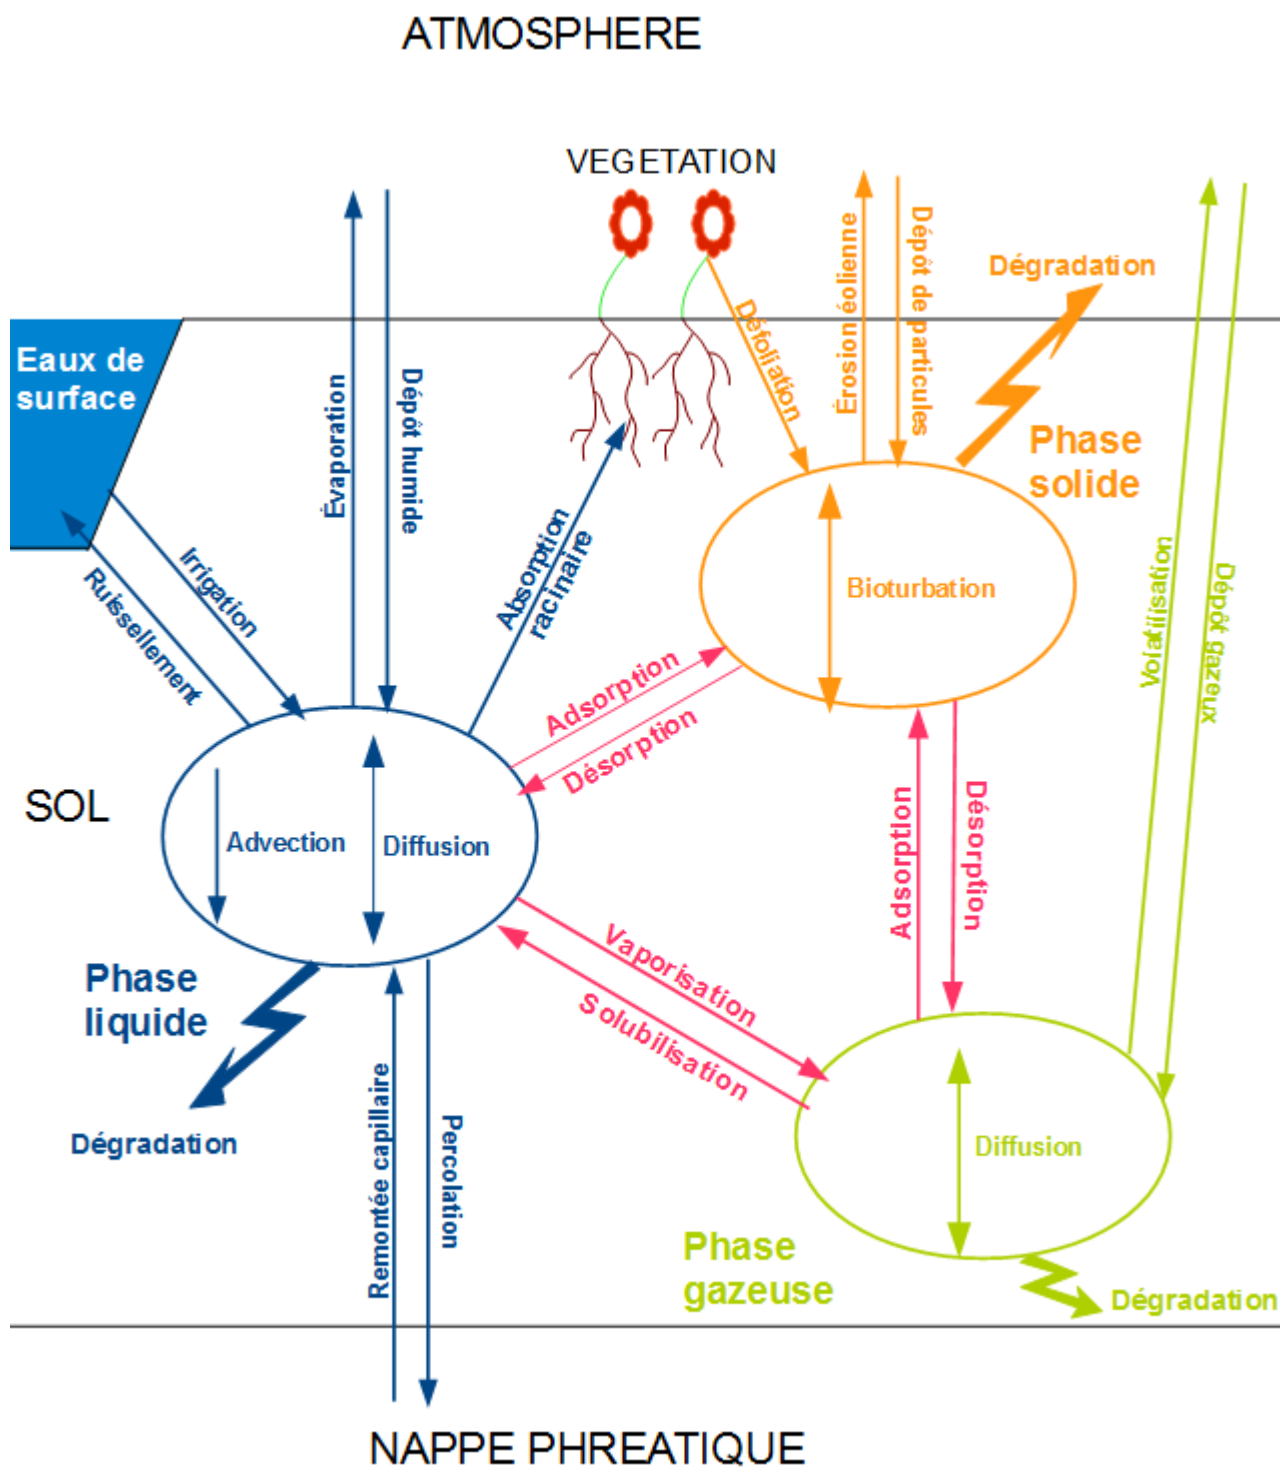 ATMOSPHERE
VEGETATION
Érosion éolienne
Dépôt de particules
Dégradation
Défoliation
Eaux de
surface
Évaporation
Dépôt humide
Phase
solide
Absorption
racinaire
Irrigation
Ruissellement
Bioturbation
Volatilisation
Dépôt gazeux
Adsorption
Désorption
SOL
Advection
Diffusion
Adsorption
Désorption
Vaporisation
Solubilisation
Phase
liquide
Dégradation
Remontée capillaire
Percolation
Diffusion
Phase
gazeuse
Dégradation
NAPPE PHREATIQUE